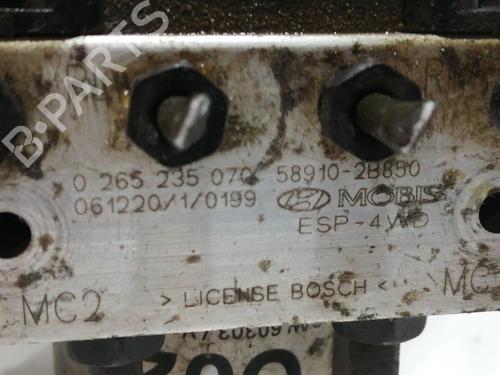 B-PARTS
R
0 265 235 070 58910-2B850
061220/1/0199 MOBIS
ESP-4WD
MC2 > LICENSE BOSCH < MC